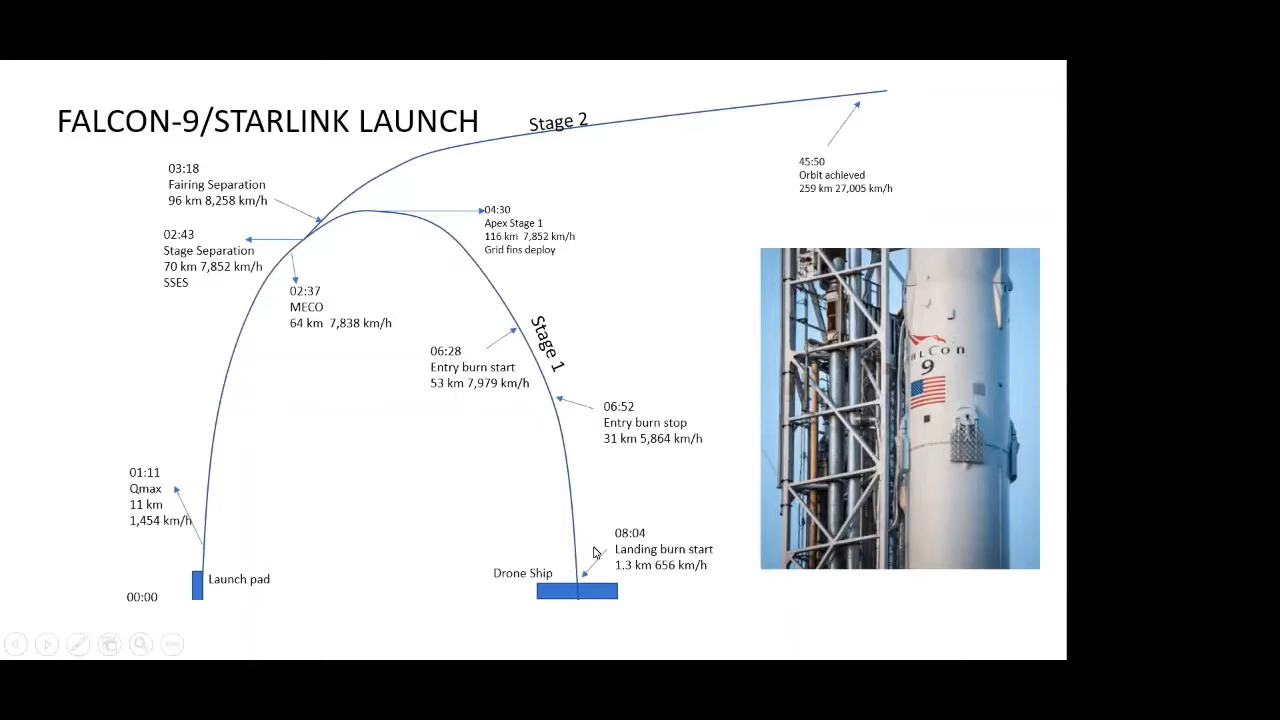 FALCON-9/STARLINK LAUNCH
Stage 2
03:18
Fairing Separation
96 km 8,258 km/h
45:50
Orbit achieved
259 km 27,005 km/h
02:43
Stage Separation
70 km 7,852 km/h
SSES
04:30
Apex Stage 1
116 km 7,852 km/h
Grid fins deploy
02:37
MECO
64 km 7,838 km/h
Stage 1
06:28
Entry burn start
53 km 7,979 km/h
06:52
Entry burn stop
31 km 5,864 km/h
01:11
Qmax
11 km
1,454 km/h
08:04
Landing burn start
1.3 km 656 km/h
Launch pad
Drone Ship
00:00
FALCON
9